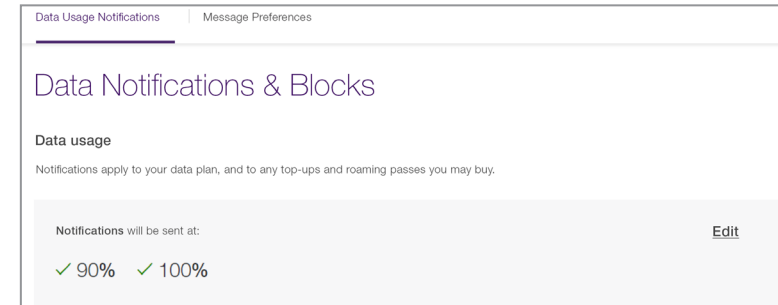 Data Usage Notifications
Message Preferences
Data Notifications & Blocks
Data usage
Notifications apply to your data plan, and to any top-ups and roaming passes you may buy.
Notifications will be sent at:
Edit
90%
100%